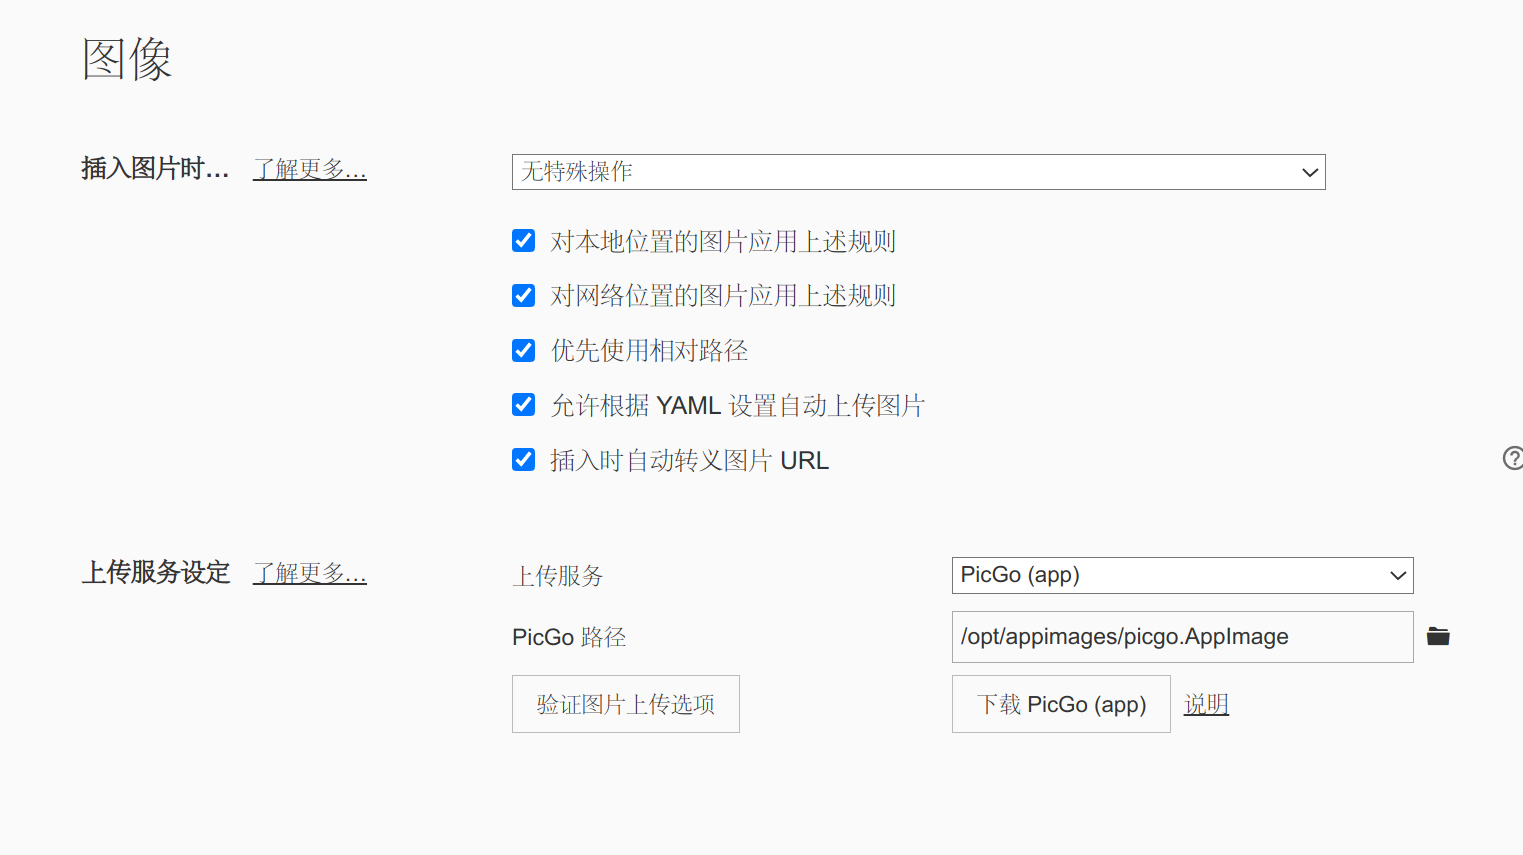 图像
插入图片时... 了解更多... 无特殊操作
对本地位置的图片应用上述规则
对网络位置的图片应用上述规则
优先使用相对路径
允许根据 YAML 设置自动上传图片
插入时自动转义图片 URL
上传服务设定 了解更多... 上传服务 PicGo (app)
PicGo 路径 /opt/appimages/picgo.AppImage
验证图片上传选项 下载 PicGo (app) 说明